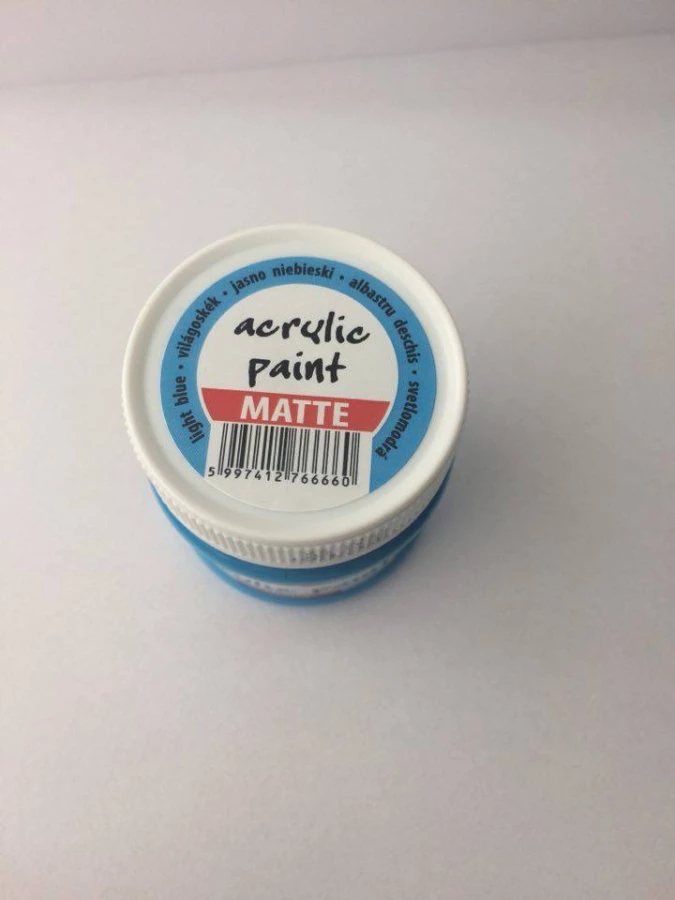 light blue • világoskék • jasno niebieski • albastru deschis • svetlomodrá
acrylic
paint
MATTE
5 997412 766660